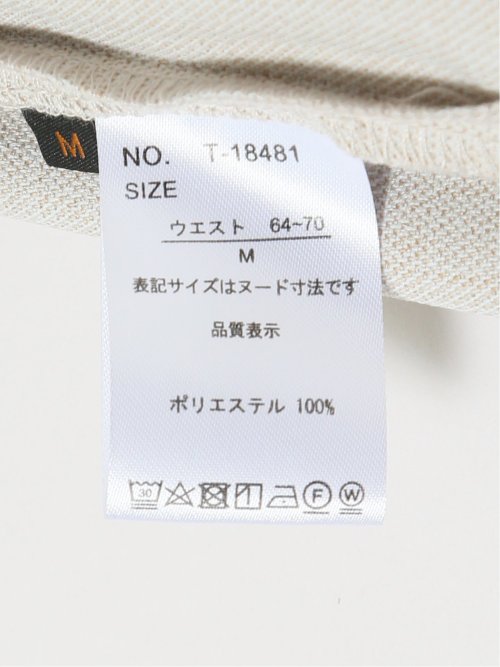 M
NO. T-18481
SIZE
ウエスト 64~70
M
表記サイズはヌード寸法です
品質表示
ポリエステル 100%
30 F W